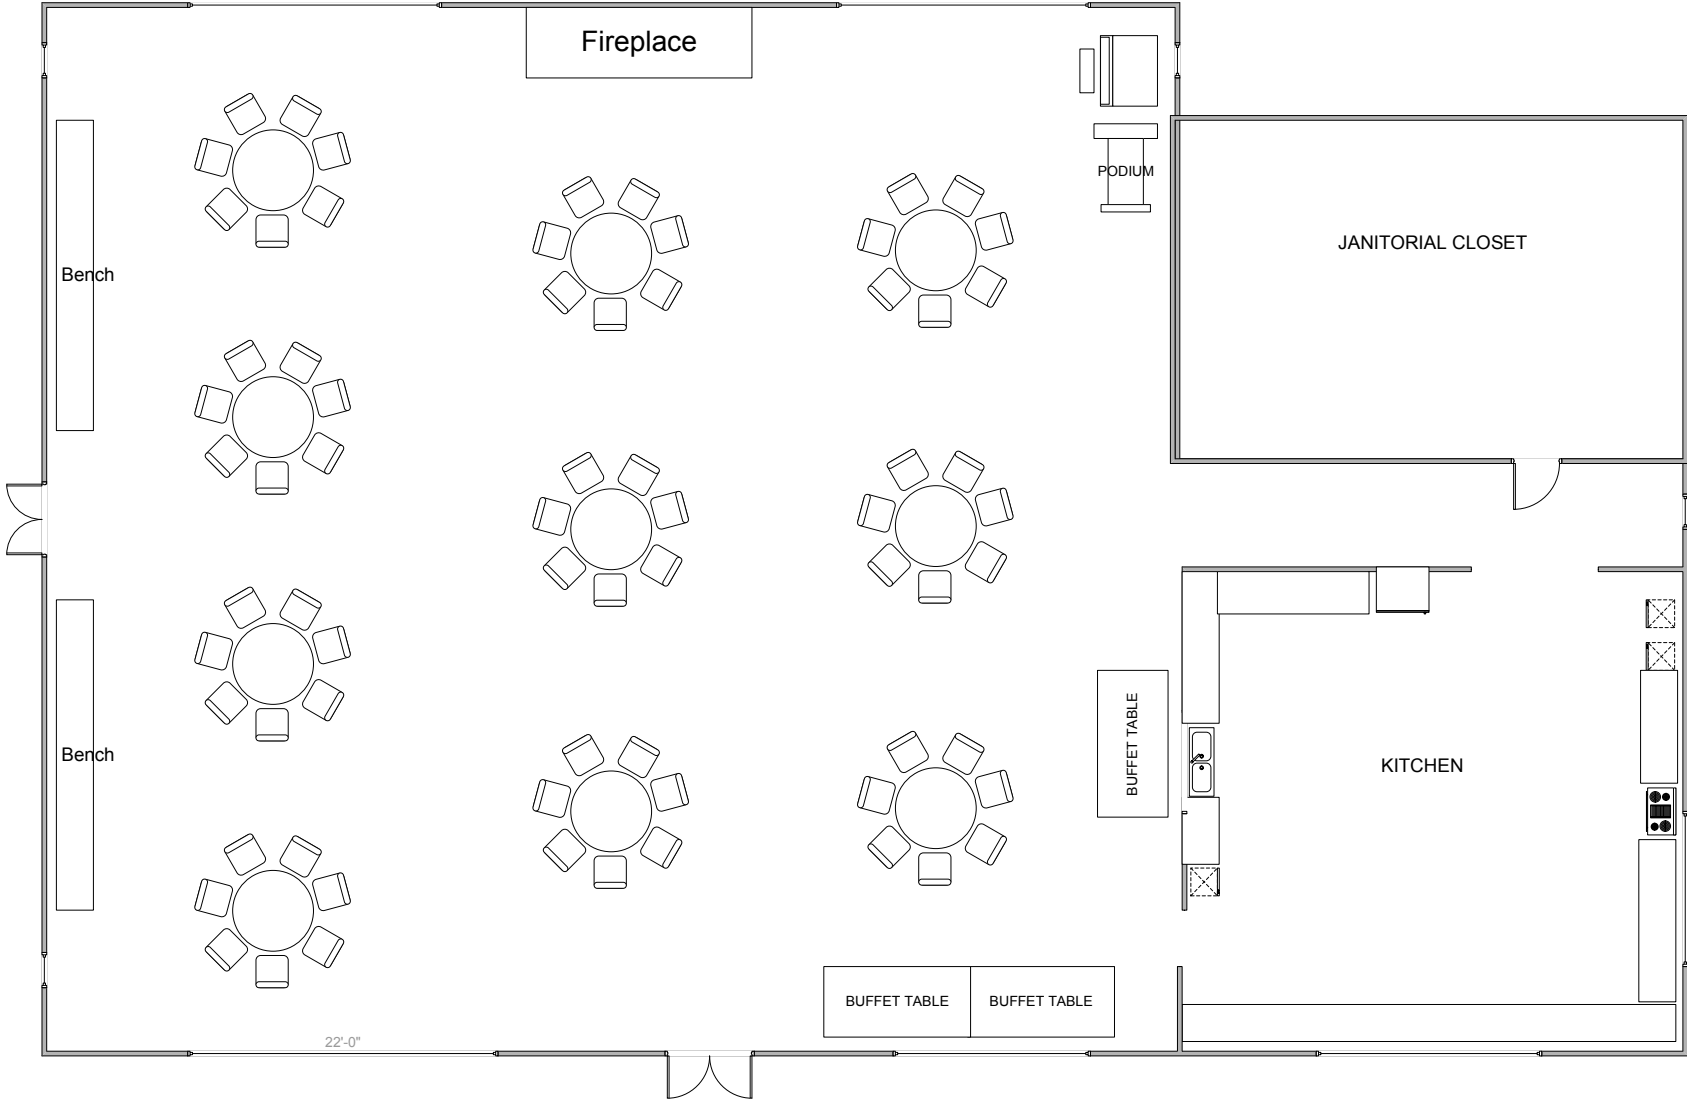 Fireplace
PODIUM
JANITORIAL CLOSET
Bench
Bench
BUFFET TABLE
KITCHEN
BUFFET TABLE
BUFFET TABLE
22'-0"